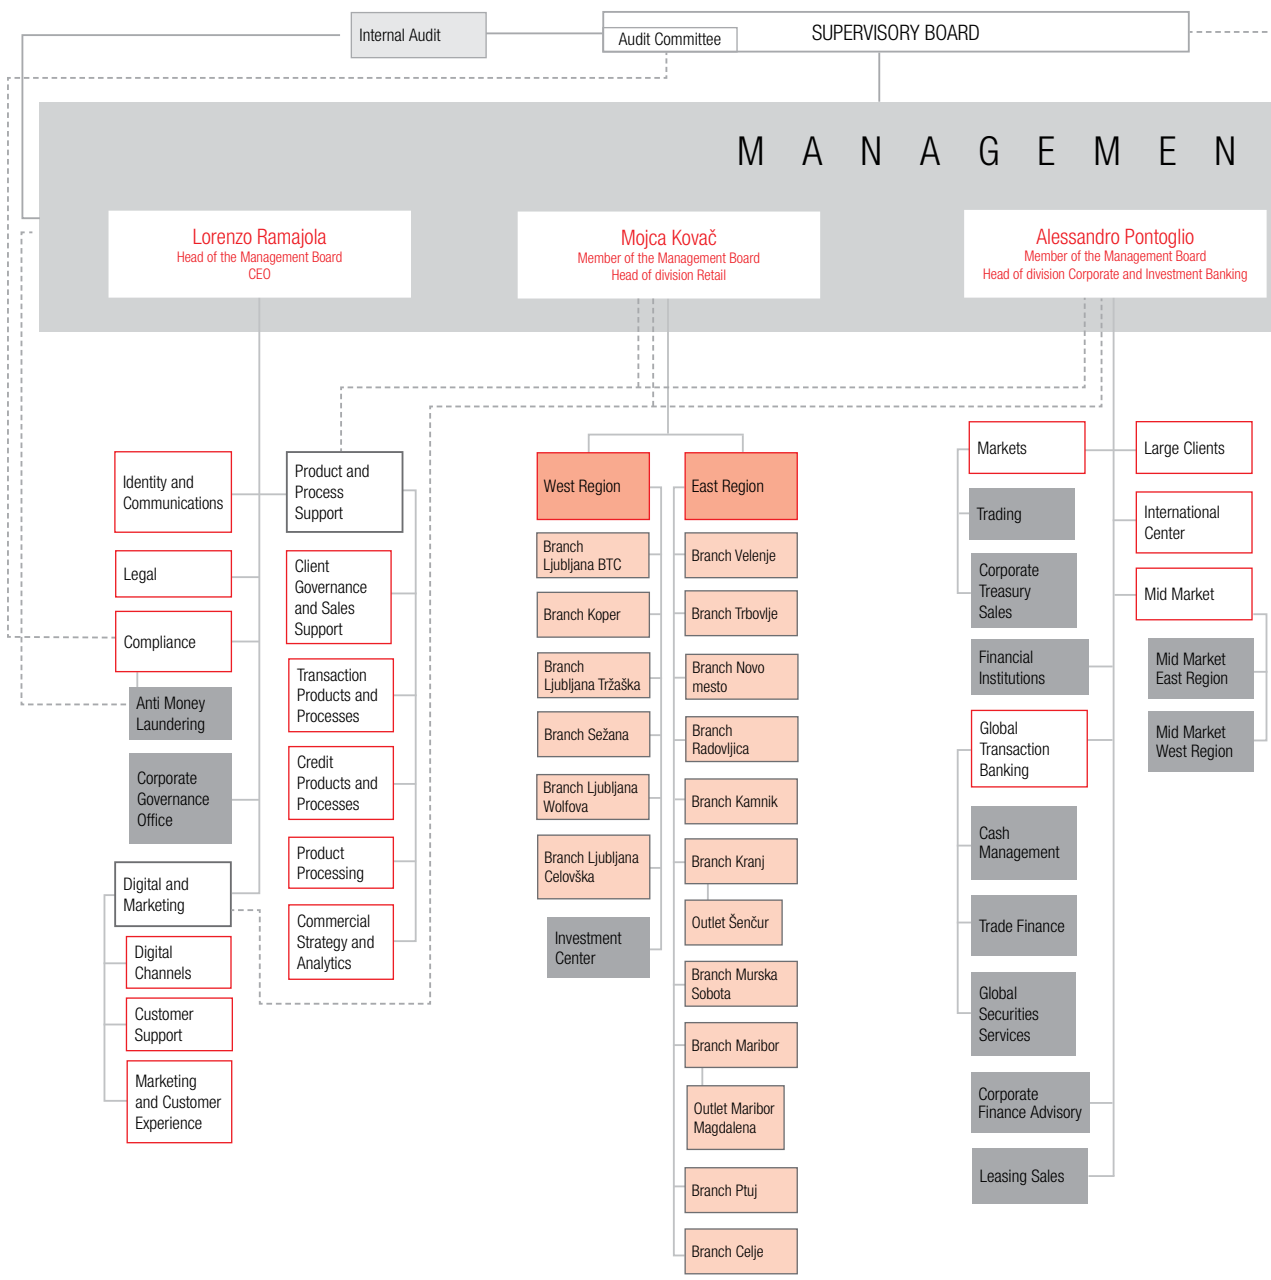 Internal Audit
Audit Committee
SUPERVISORY BOARD
M A N A G E M E N
Lorenzo Ramajola
Head of the Management Board
CEO
Mojca Kovač
Member of the Management Board
Head of division Retail
Alessandro Pontoglio
Member of the Management Board
Head of division Corporate and Investment Banking
Identity and
Communications
Legal
Compliance
Anti Money
Laundering
Corporate
Governance
Office
Digital and
Marketing
Digital
Channels
Customer
Support
Marketing
and Customer
Experience
Product and
Process
Support
Client
Governance
and Sales
Support
Transaction
Products and
Processes
Credit
Products and
Processes
Product
Processing
Commercial
Strategy and
Analytics
West Region
Branch
Ljubljana BTC
Branch Koper
Branch
Ljubljana Tržaška
Branch Sežana
Branch Ljubljana
Wolfova
Branch Ljubljana
Celovška
Investment
Center
East Region
Branch Velenje
Branch Trbovlje
Branch Novo
mesto
Branch
Radovljica
Branch Kamnik
Branch Kranj
Outlet Šenčur
Branch Murska
Sobota
Branch Maribor
Outlet Maribor
Magdalena
Branch Ptuj
Branch Celje
Markets
Trading
Corporate
Treasury
Sales
Financial
Institutions
Global
Transaction
Banking
Cash
Management
Trade Finance
Global
Securities
Services
Corporate
Finance Advisory
Leasing Sales
Large Clients
International
Center
Mid Market
Mid Market
East Region
Mid Market
West Region